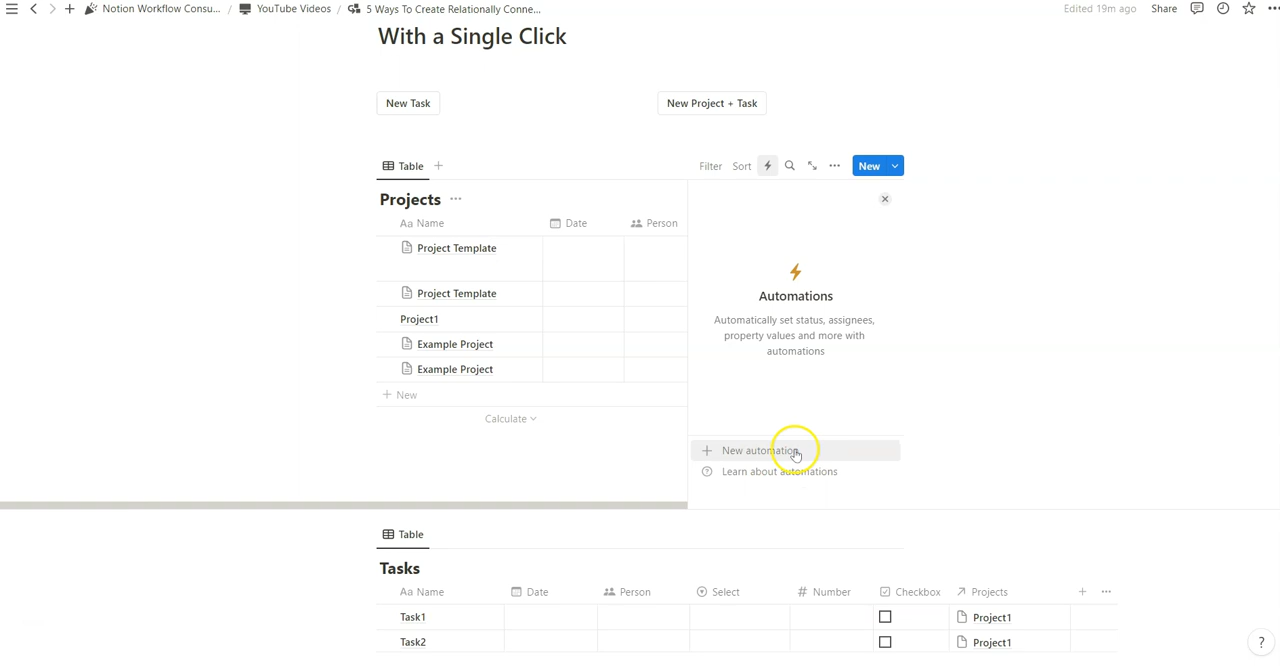 Notion Workflow Consu... / YouTube Videos / 5 Ways To Create Relationally Conne...
Edited 19m ago Share
With a Single Click
New Task New Project + Task
Table Filter Sort New
Projects
Aa Name Date Person
Project Template
Project Template
Project1
Example Project
Example Project
+ New
Calculate
Automations
Automatically set status, assignees,
property values and more with
automations
New automation
Learn about automations
Table
Tasks
Aa Name Date Person Select # Number Checkbox Projects
Task1 Project1
Task2 Project1
?